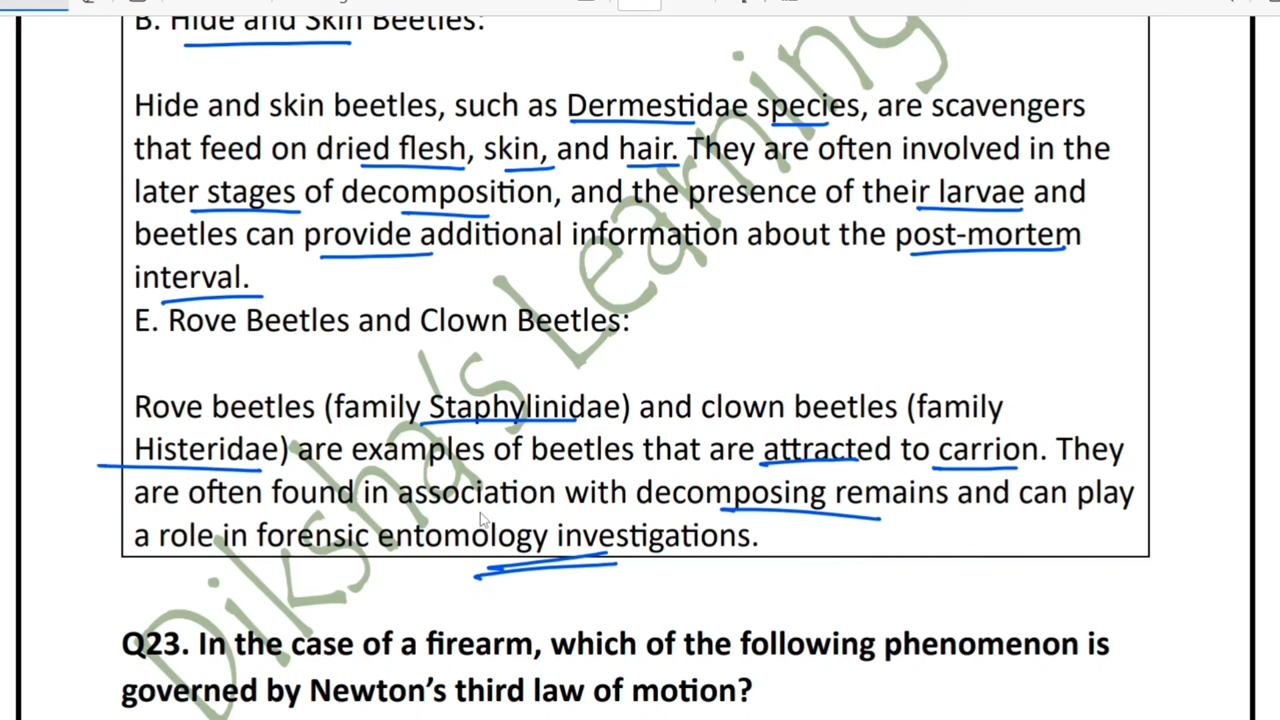 B. Hide and Skin Beetles:
Hide and skin beetles, such as Dermestidae species, are scavengers
that feed on dried flesh, skin, and hair. They are often involved in the
later stages of decomposition, and the presence of their larvae and
beetles can provide additional information about the post-mortem
interval.
E. Rove Beetles and Clown Beetles:
Rove beetles (family Staphylinidae) and clown beetles (family
Histeridae) are examples of beetles that are attracted to carrion. They
are often found in association with decomposing remains and can play
a role in forensic entomology investigations.
Diksha's Learning
Q23. In the case of a firearm, which of the following phenomenon is
governed by Newton's third law of motion?